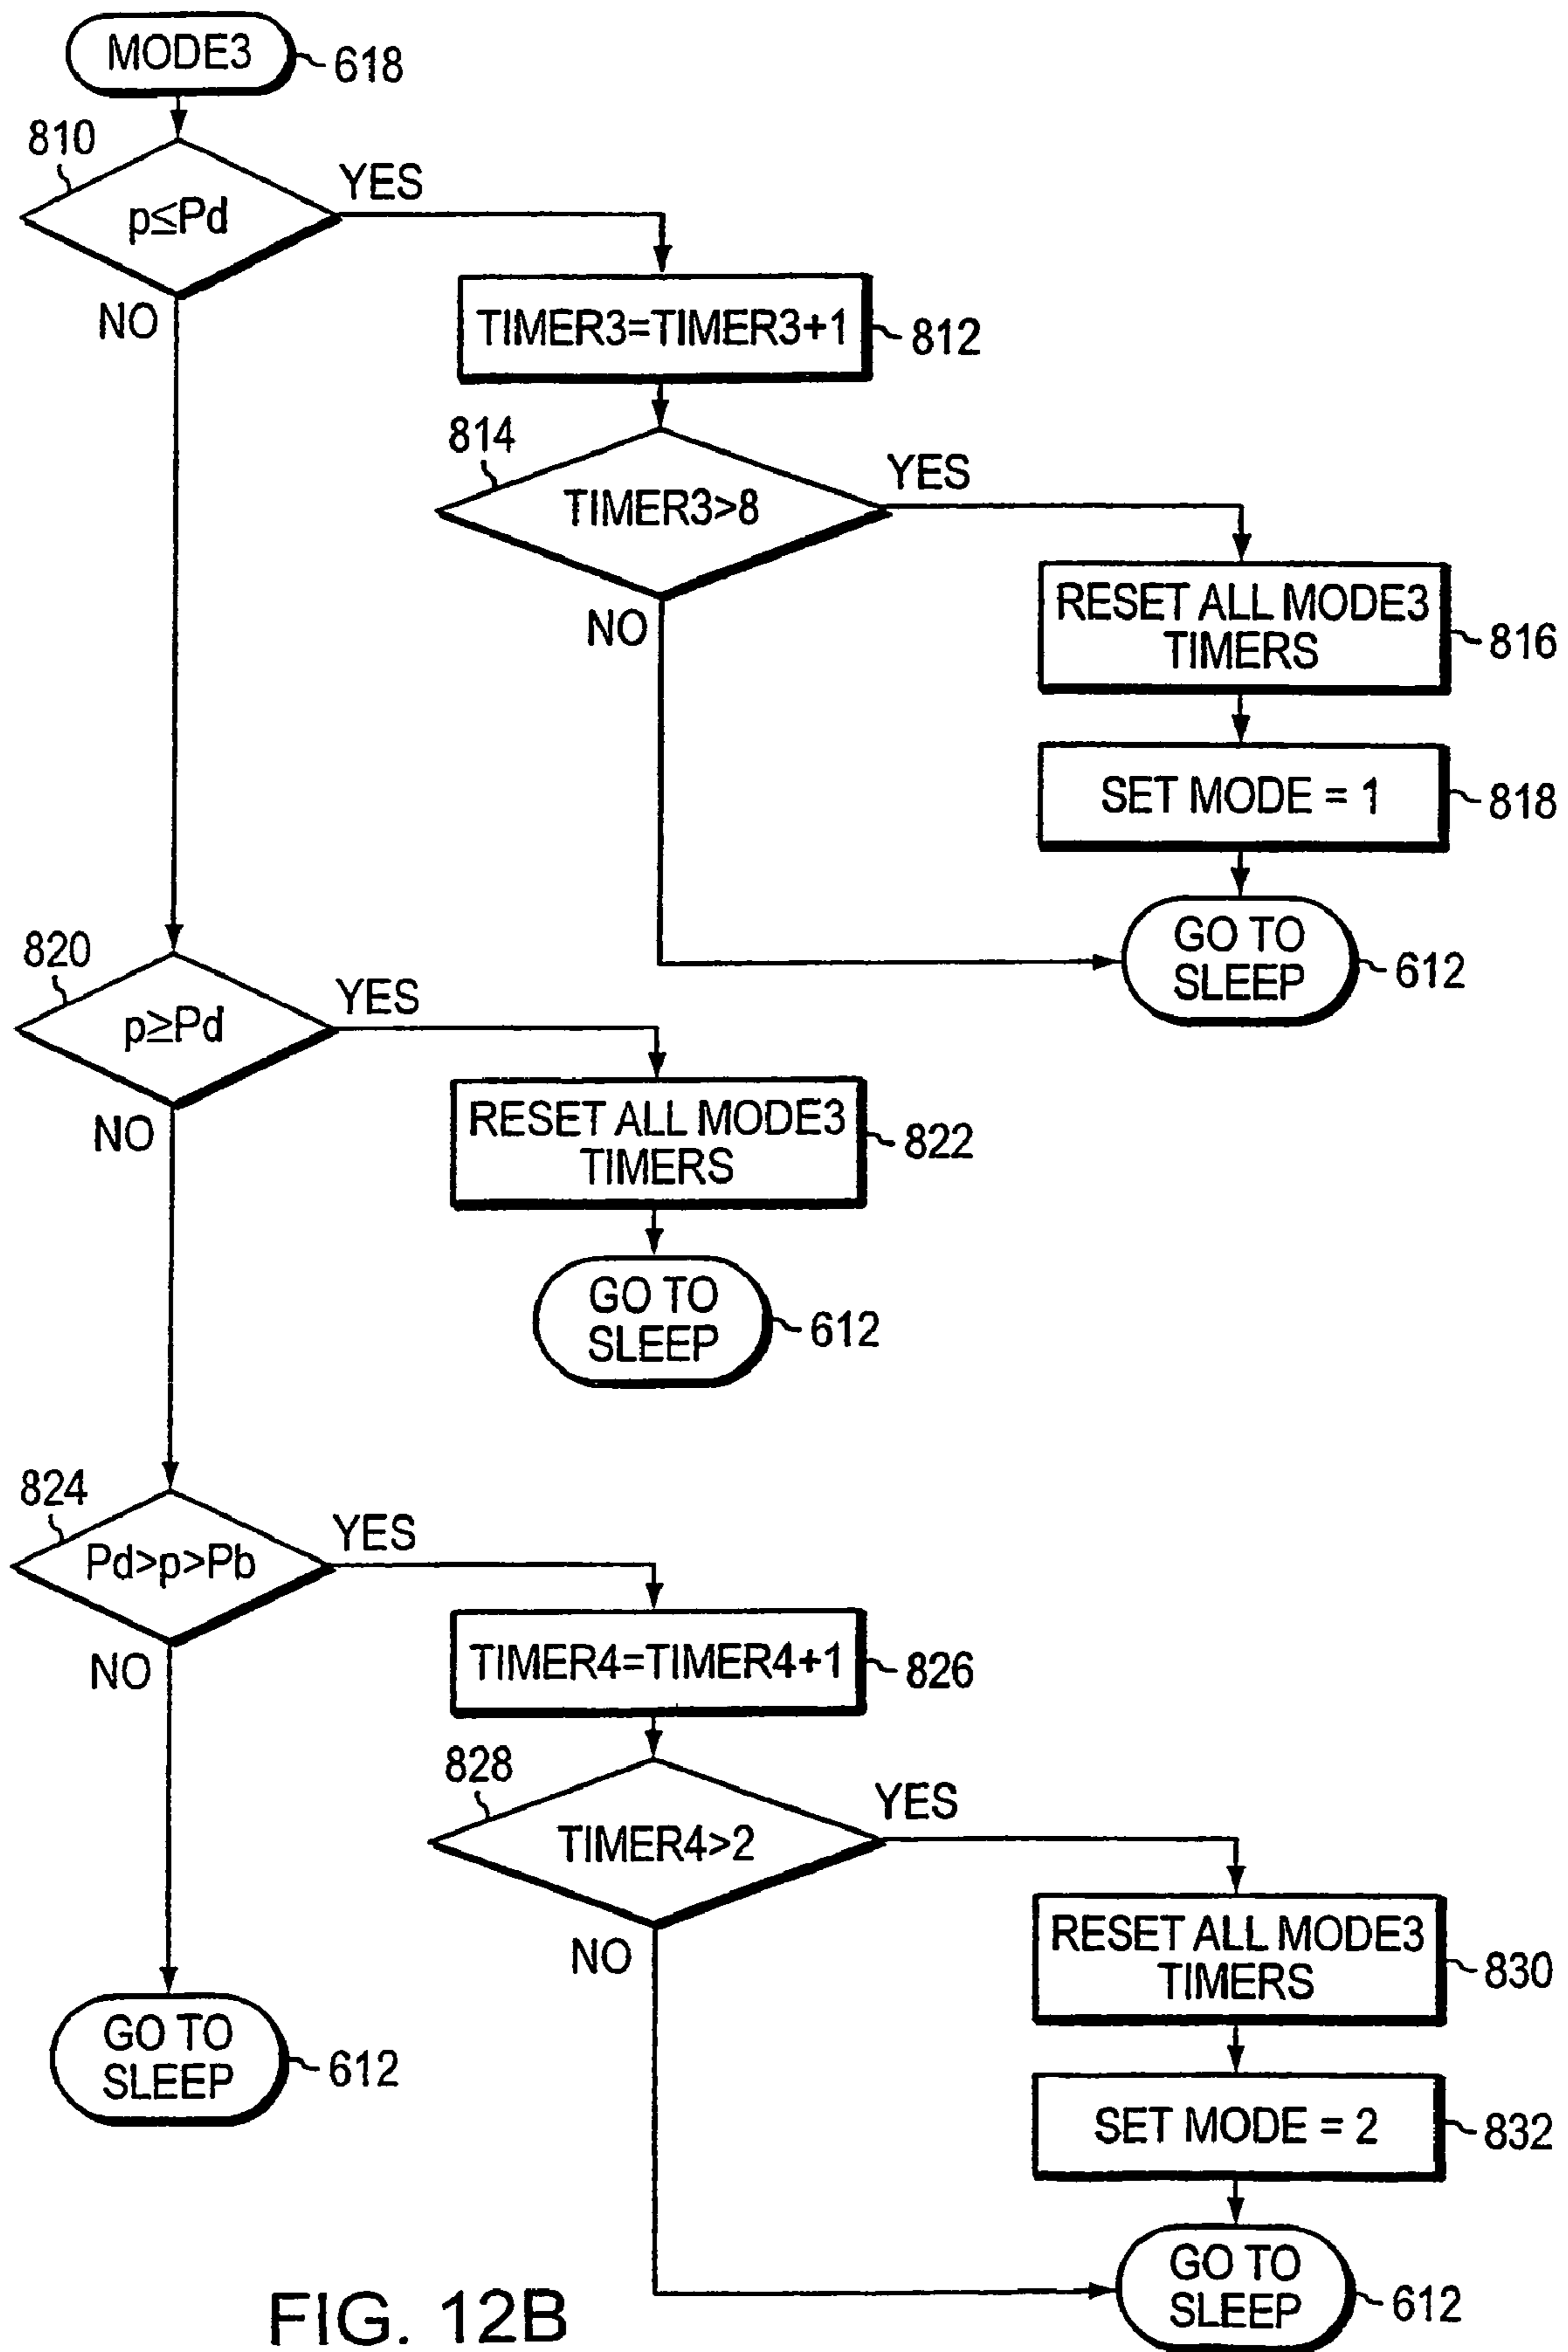 MODE3
618
810
p≤Pd
YES
NO
TIMER3=TIMER3+1
812
814
TIMER3>8
YES
NO
RESET ALL MODE3
TIMERS
816
SET MODE = 1
818
GO TO
SLEEP
612
820
p≥Pd
YES
NO
RESET ALL MODE3
TIMERS
822
GO TO
SLEEP
612
824
Pd>p>Pb
YES
NO
TIMER4=TIMER4+1
826
828
TIMER4>2
YES
NO
RESET ALL MODE3
TIMERS
830
GO TO
SLEEP
612
SET MODE = 2
832
GO TO
SLEEP
612
FIG. 12B